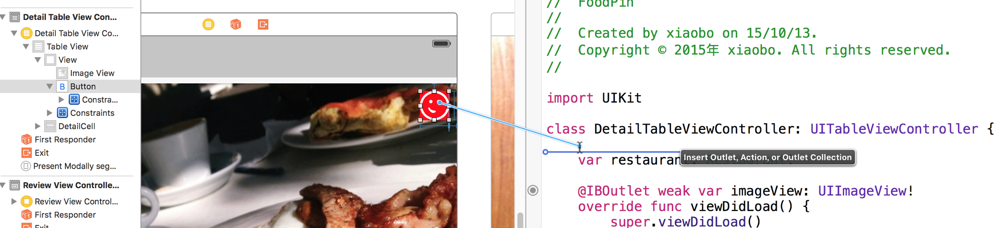 Detail Table View Con...
Detail Table View Co...
Table View
View
Image View
B Button
Constra...
Constraints
DetailCell
First Responder
Exit
Present Modally seg...
Review View Controlle...
Review View Control...
First Responder
Exit
// FoodPin
//
// Created by xiaobo on 15/10/13.
// Copyright © 2015年 xiaobo. All rights reserved.
//
import UIKit
class DetailTableViewController: UITableViewController {
var restaurant: Restaurant!
Insert Outlet, Action, or Outlet Collection
@IBOutlet weak var imageView: UIImageView!
override func viewDidLoad() {
super.viewDidLoad()